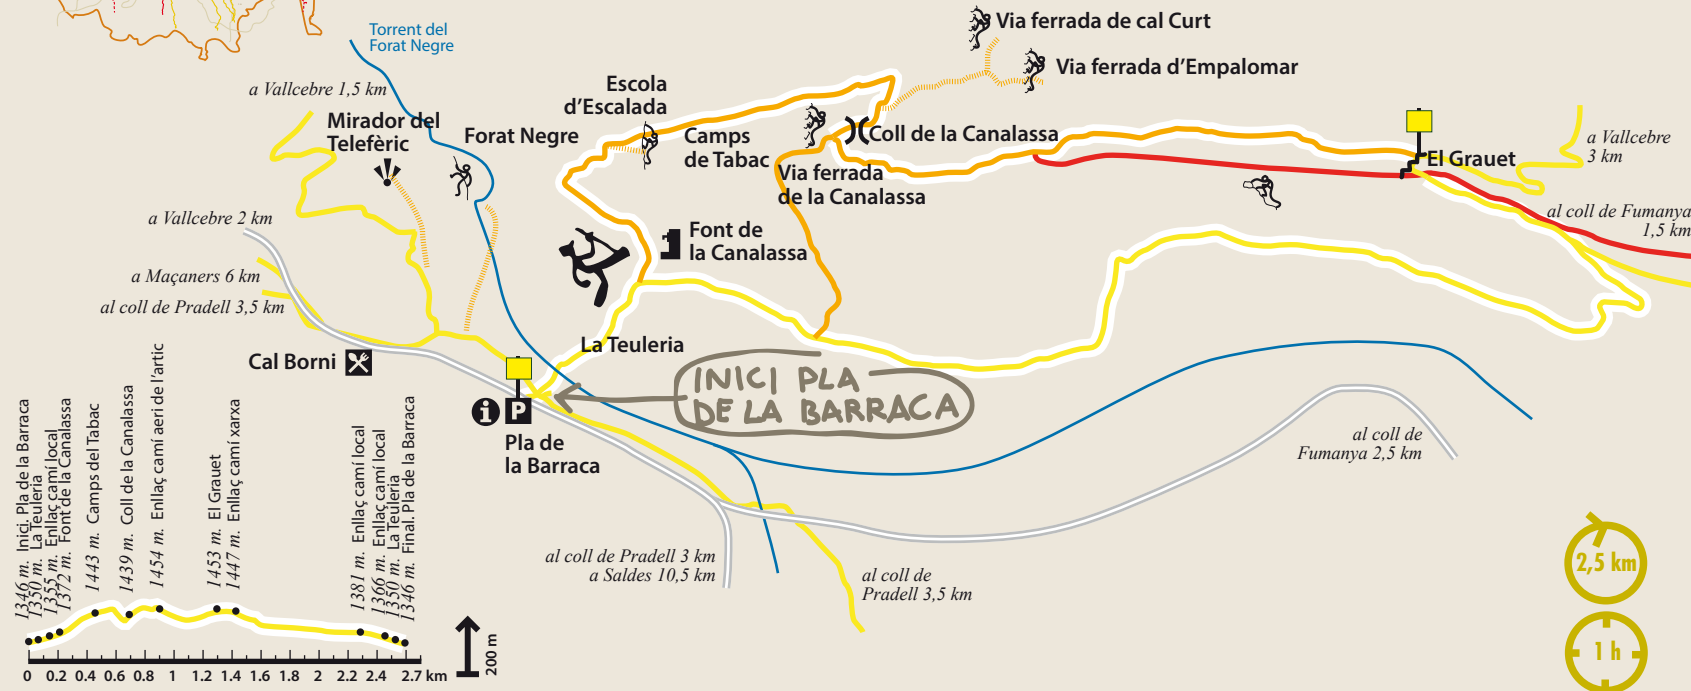 Torrent del
Forat Negre
Via ferrada de cal Curt
Via ferrada d'Empalomar
a Vallcebre 1,5 km
Escola
d'Escalada
Mirador del
Telefèric
Forat Negre
Camps
de Tabac
Coll de la Canalassa
Via ferrada
de la Canalassa
a Vallcebre
3 km
El Grauet
al coll de Fumanya
1,5 km
a Vallcebre 2 km
Font de
la Canalassa
a Maçaners 6 km
al coll de Pradell 3,5 km
Cal Borni
La Teuleria
INICI PLA
DE LA BARRACA
i
P
Pla de
la Barraca
al coll de
Fumanya 2,5 km
al coll de Pradell 3 km
a Saldes 10,5 km
al coll de
Pradell 3,5 km
2,5 km
1 h
1346 m. Inici. Pla de la Barraca
1350 m. La Teuleria
1355 m. Enllaç camí local
1372 m. Font de la Canalassa
1443 m. Camps del Tabac
1439 m. Coll de la Canalassa
1454 m. Enllaç camí aeri de l'artic
1453 m. El Grauet
1447 m. Enllaç camí xarxa
1381 m. Enllaç camí local
1366 m. Enllaç camí local
1350 m. La Teuleria
1346 m. Final. Pla de la Barraca
200 m
0 0.2 0.4 0.6 0.8 1 1.2 1.4 1.6 1.8 2 2.2 2.4 2.7 km